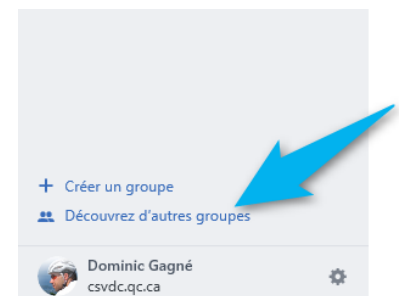 Créer un groupe
Découvrez d'autres groupes
Dominic Gagné
csvdc.qc.ca